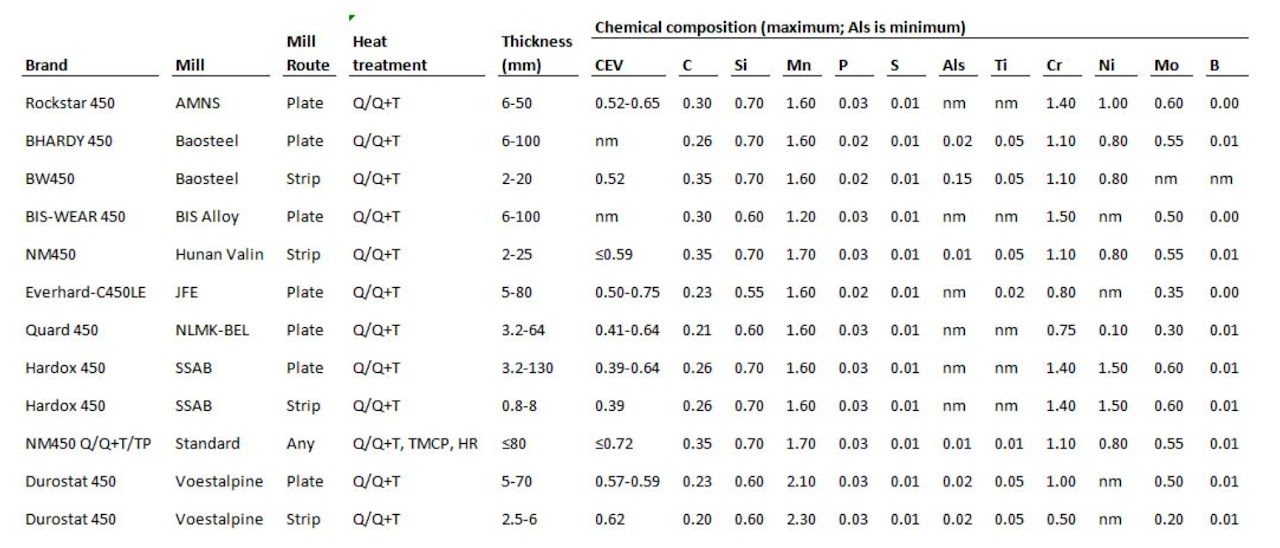 Chemical composition (maximum; Als is minimum)
Brand Mill Mill Route Heat treatment Thickness (mm) CEV C Si Mn P S Als Ti Cr Ni Mo B
Rockstar 450 AMNS Plate Q/Q+T 6-50 0.52-0.65 0.30 0.70 1.60 0.03 0.01 nm nm 1.40 1.00 0.60 0.00
BHARDY 450 Baosteel Plate Q/Q+T 6-100 nm 0.26 0.70 1.60 0.02 0.01 0.02 0.05 1.10 0.80 0.55 0.01
BW450 Baosteel Strip Q/Q+T 2-20 0.52 0.35 0.70 1.60 0.02 0.01 0.15 0.05 1.10 0.80 nm nm
BIS-WEAR 450 BIS Alloy Plate Q/Q+T 6-100 nm 0.30 0.60 1.20 0.03 0.01 nm nm 1.50 nm 0.50 0.00
NM450 Hunan Valin Strip Q/Q+T 2-25 ≤0.59 0.35 0.70 1.70 0.03 0.01 0.01 0.05 1.10 0.80 0.55 0.01
Everhard-C450LE JFE Plate Q/Q+T 5-80 0.50-0.75 0.23 0.55 1.60 0.02 0.01 nm 0.02 0.80 nm 0.35 0.00
Quard 450 NLMK-BEL Plate Q/Q+T 3.2-64 0.41-0.64 0.21 0.60 1.60 0.03 0.01 nm nm 0.75 0.10 0.30 0.01
Hardox 450 SSAB Plate Q/Q+T 3.2-130 0.39-0.64 0.26 0.70 1.60 0.03 0.01 nm nm 1.40 1.50 0.60 0.01
Hardox 450 SSAB Strip Q/Q+T 0.8-8 0.39 0.26 0.70 1.60 0.03 0.01 nm nm 1.40 1.50 0.60 0.01
NM450 Q/Q+T/TP Standard Any Q/Q+T, TMCP, HR ≤80 ≤0.72 0.35 0.70 1.70 0.03 0.01 0.01 0.01 1.10 0.80 0.55 0.01
Durostat 450 Voestalpine Plate Q/Q+T 5-70 0.57-0.59 0.23 0.60 2.10 0.03 0.01 0.02 0.05 1.00 nm 0.50 0.01
Durostat 450 Voestalpine Strip Q/Q+T 2.5-6 0.62 0.20 0.60 2.30 0.03 0.01 0.02 0.05 0.50 nm 0.20 0.01